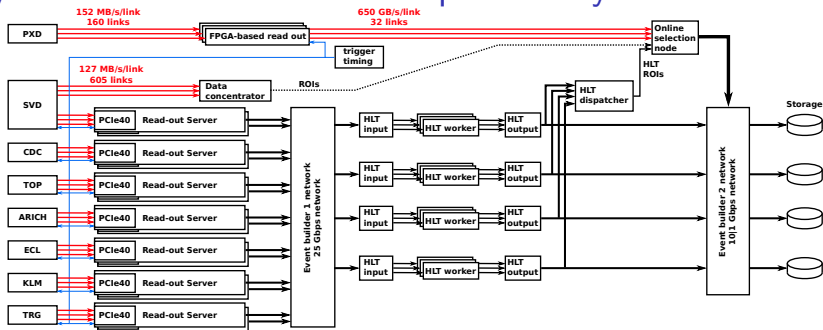 152 MB/s/link
160 links
650 GB/s/link
32 links
PXD
FPGA-based read out
Online
selection
node
trigger
timing
127 MB/s/link
605 links
SVD
Data
concentrator
ROIs
HLT
ROIs
HLT
dispatcher
Storage
PCIe40
Read-out Server
HLT
input
HLT worker
HLT
output
CDC
PCIe40
Read-out Server
TOP
PCIe40
Read-out Server
HLT
input
HLT worker
HLT
output
ARICH
PCIe40
Read-out Server
HLT
input
HLT worker
HLT
output
ECL
PCIe40
Read-out Server
HLT
input
HLT worker
HLT
output
KLM
PCIe40
Read-out Server
TRG
PCIe40
Read-out Server
Event builder 1 network
25 Gbps network
Event builder 2 network
10|1 Gbps network